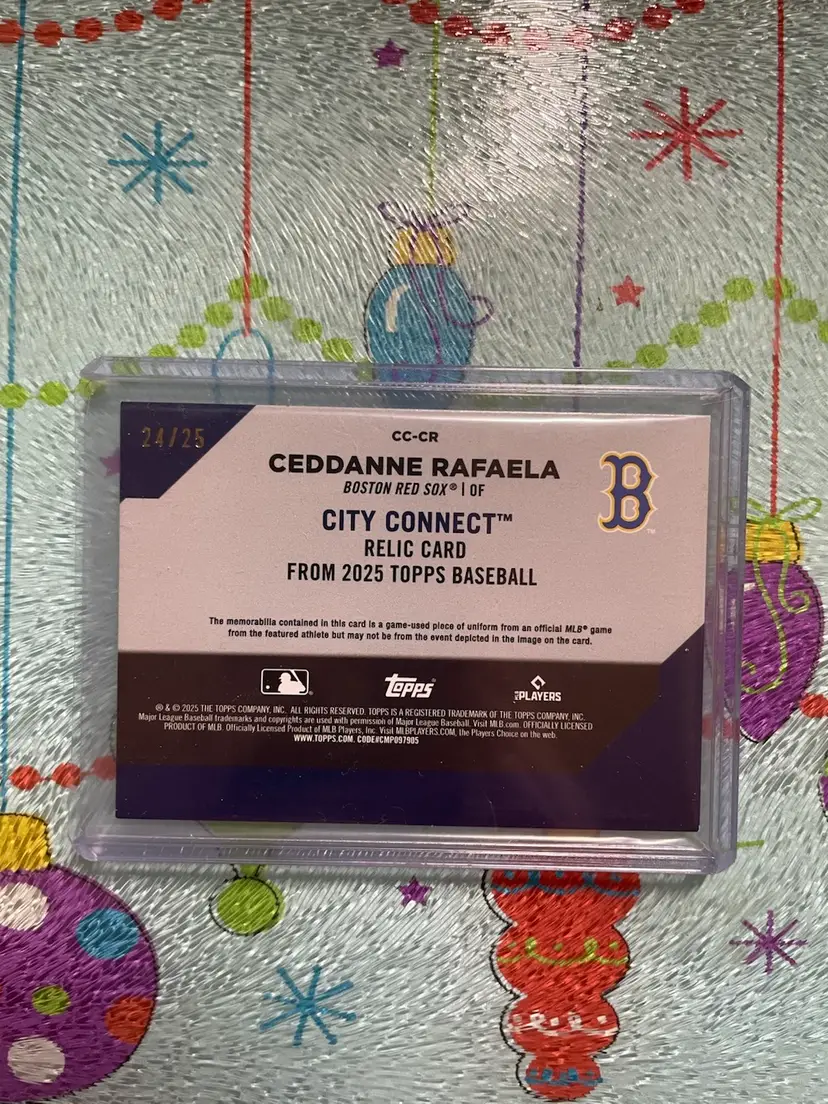 24/25
CC-CR
CEDDANNE RAFAELA
BOSTON RED SOX® | OF
B
TM
CITY CONNECT™
RELIC CARD
FROM 2025 TOPPS BASEBALL
The memorabilia contained in this card is a game-used piece of uniform from an official MLB® game
from the featured athlete but may not be from the event depicted in the image on the card.
Topps®
MLB PLAYERS
® & © 2025 THE TOPPS COMPANY, INC. ALL RIGHTS RESERVED. TOPPS IS A REGISTERED TRADEMARK OF THE TOPPS COMPANY, INC.
Major League Baseball trademarks and copyrights are used with permission of Major League Baseball. Visit MLB.com. OFFICIALLY LICENSED
PRODUCT OF MLB Players, Inc. Visit MLBPLAYERS.COM, the Players Choice on the web.
WWW.TOPPS.COM. CODE#CMP097905